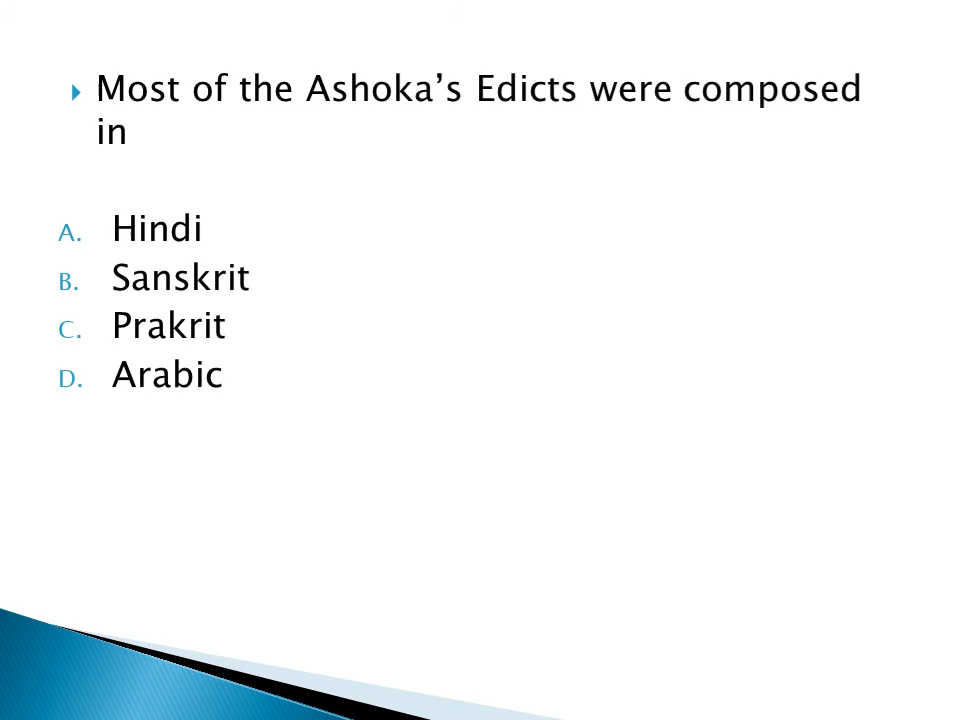 Most of the Ashoka’s Edicts were composed
in
A. Hindi
B. Sanskrit
C. Prakrit
D. Arabic